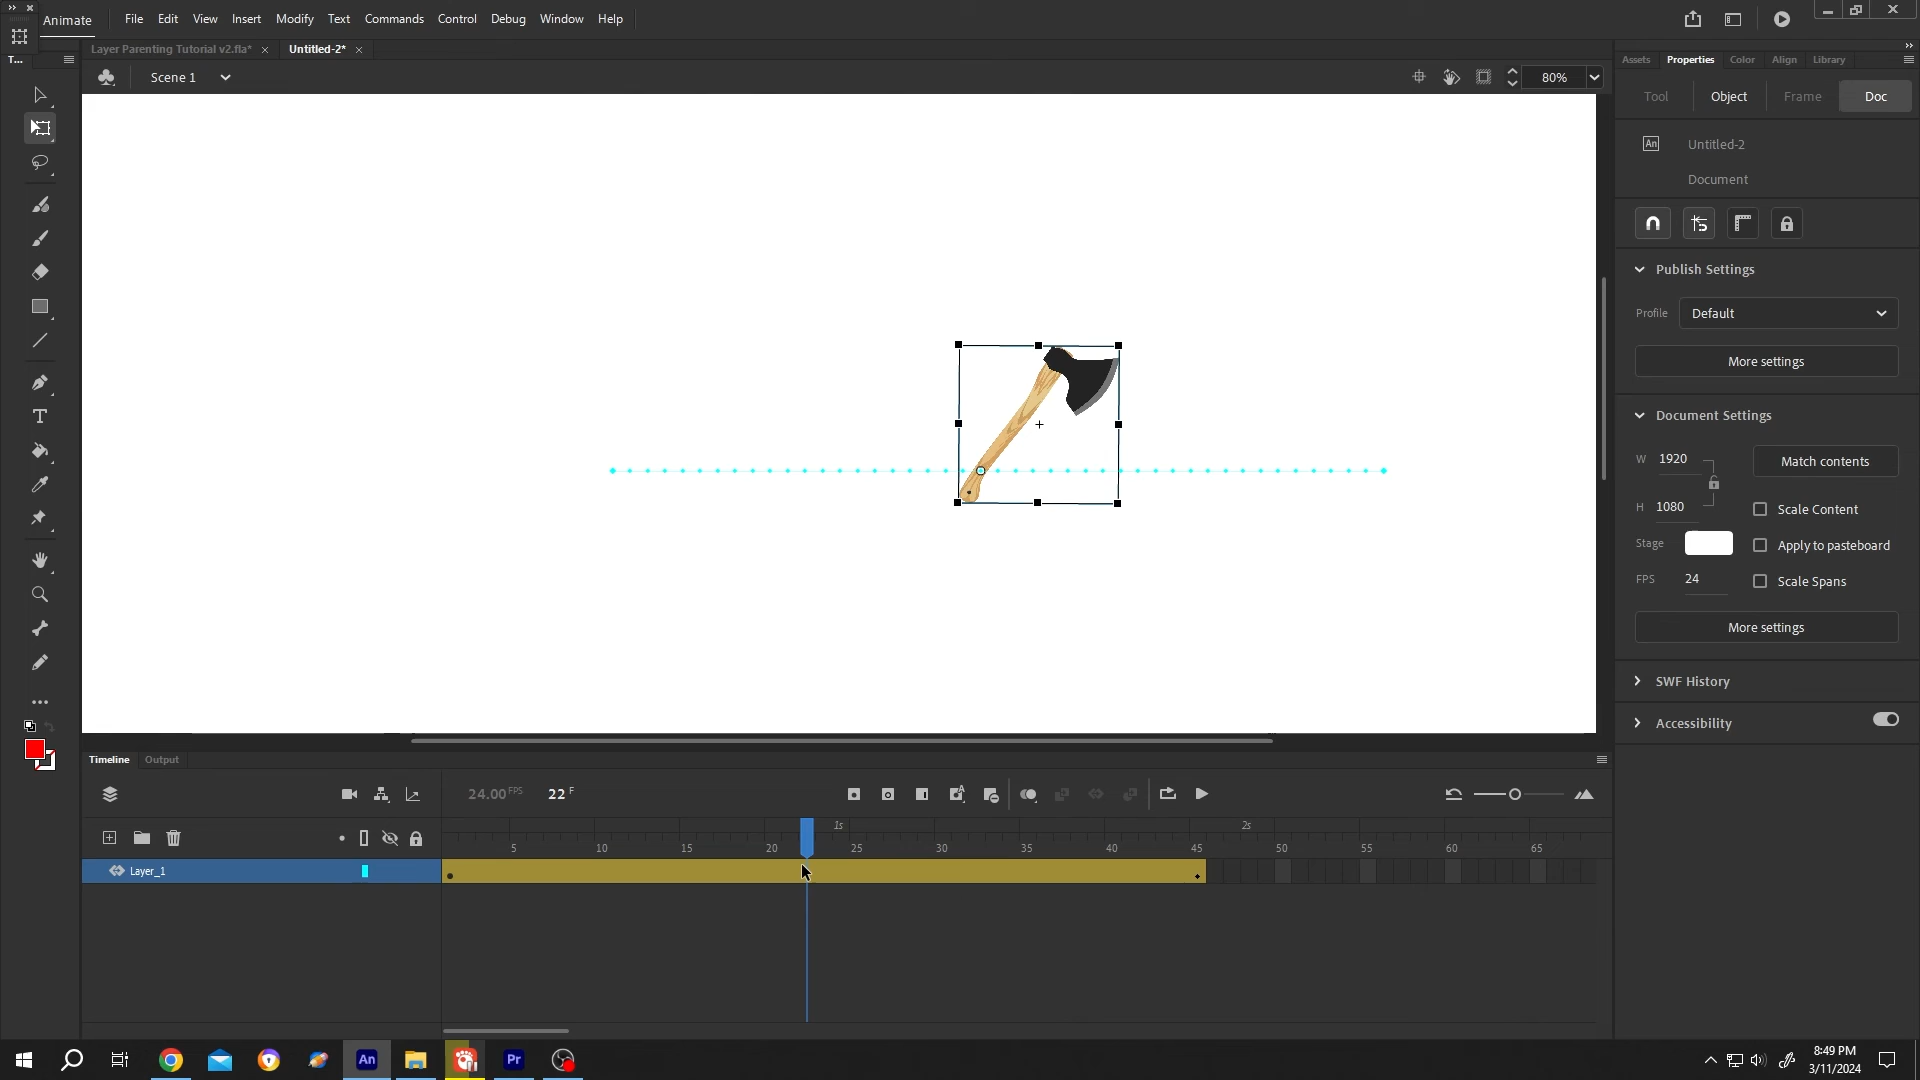 Animate File Edit View Insert Modify Text Commands Control Debug Window Help
T... Layer Parenting Tutorial v2.fla* Untitled-2* Assets Properties Color Align Library
Scene 1 80%
Tool Object Frame Doc
An Untitled-2
Document
Publish Settings
Profile Default
More settings
Document Settings
W 1920 Match contents
H 1080 Scale Content
Stage Apply to pasteboard
FPS 24 Scale Spans
More settings
SWF History
Accessibility
Timeline Output
24.00 FPS 22 F
1s 2s
5 10 15 20 25 30 35 40 45 50 55 60 65
Layer_1
An Pr
8:49 PM
3/11/2024